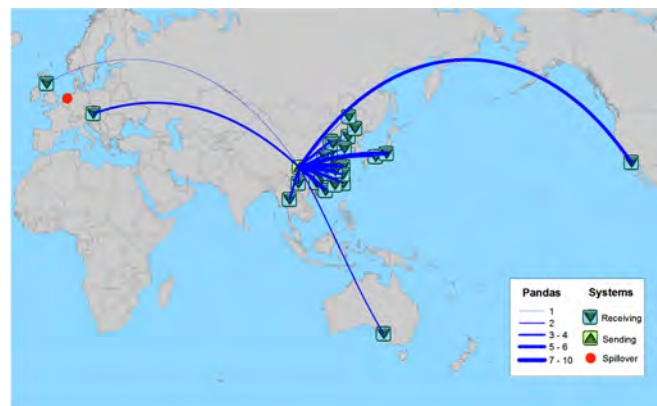 Pandas
Systems
1
2
3 - 4
5 - 6
7 - 10
Receiving
Sending
Spillover